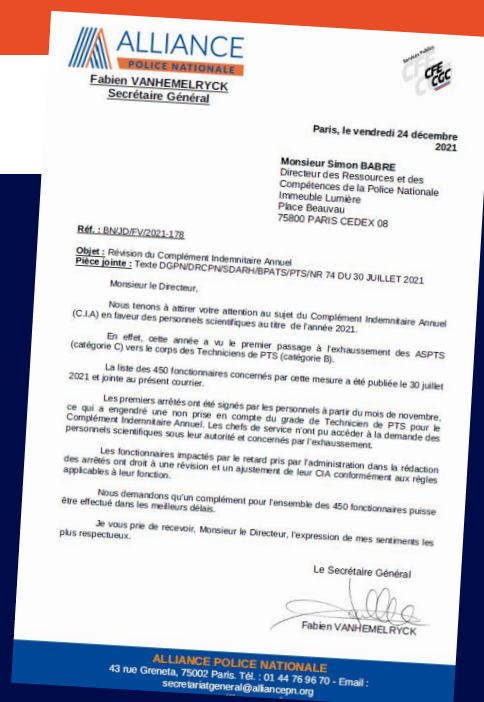 ALLIANCE
POLICE NATIONALE
Fabien VANHEMELRYCK
Secrétaire Général
Services Publics
CFE
CGC
Paris, le vendredi 24 décembre
2021
Monsieur Simon BABRE
Directeur des Ressources et des
Compétences de la Police Nationale
Immeuble Lumière
Place Beauvau
75800 PARIS CEDEX 08
Réf. : BN/JD/FV/2021-178
Objet : Révision du Complément Indemnitaire Annuel
Pièce jointe : Texte DGPN/DRCPN/SDARH/BPATS/PTS/NR 74 DU 30 JUILLET 2021
Monsieur le Directeur,
Nous tenons à attirer votre attention au sujet du Complément Indemnitaire Annuel
(C.I.A) en faveur des personnels scientifiques au titre de l'année 2021.
En effet, cette année a vu le premier passage à l'exhaussement des ASPTS
(catégorie C) vers le corps des Techniciens de PTS (catégorie B).
La liste des 450 fonctionnaires concernés par cette mesure a été publiée le 30 juillet
2021 et jointe au présent courrier.
Les premiers arrêtés ont été signés par les personnels à partir du mois de novembre,
ce qui a engendré une non prise en compte du grade de Technicien de PTS pour le
Complément Indemnitaire Annuel. Les chefs de service n'ont pu accéder à la demande des
personnels scientifiques sous leur autorité et concernés par l'exhaussement.
Les fonctionnaires impactés par le retard pris par l'administration dans la rédaction
des arrêtés ont droit à une révision et un ajustement de leur CIA conformément aux règles
applicables à leur fonction.
Nous demandons qu'un complément pour l'ensemble des 450 fonctionnaires puisse
être effectué dans les meilleurs délais.
Je vous prie de recevoir, Monsieur le Directeur, l'expression de mes sentiments les
plus respectueux.
Le Secrétaire Général
Fabien VANHEMELRYCK
ALLIANCE POLICE NATIONALE
43 rue Greneta, 75002 Paris. Tél. : 01 44 76 96 70 - Email :
secretariatgeneral@alliancepn.org